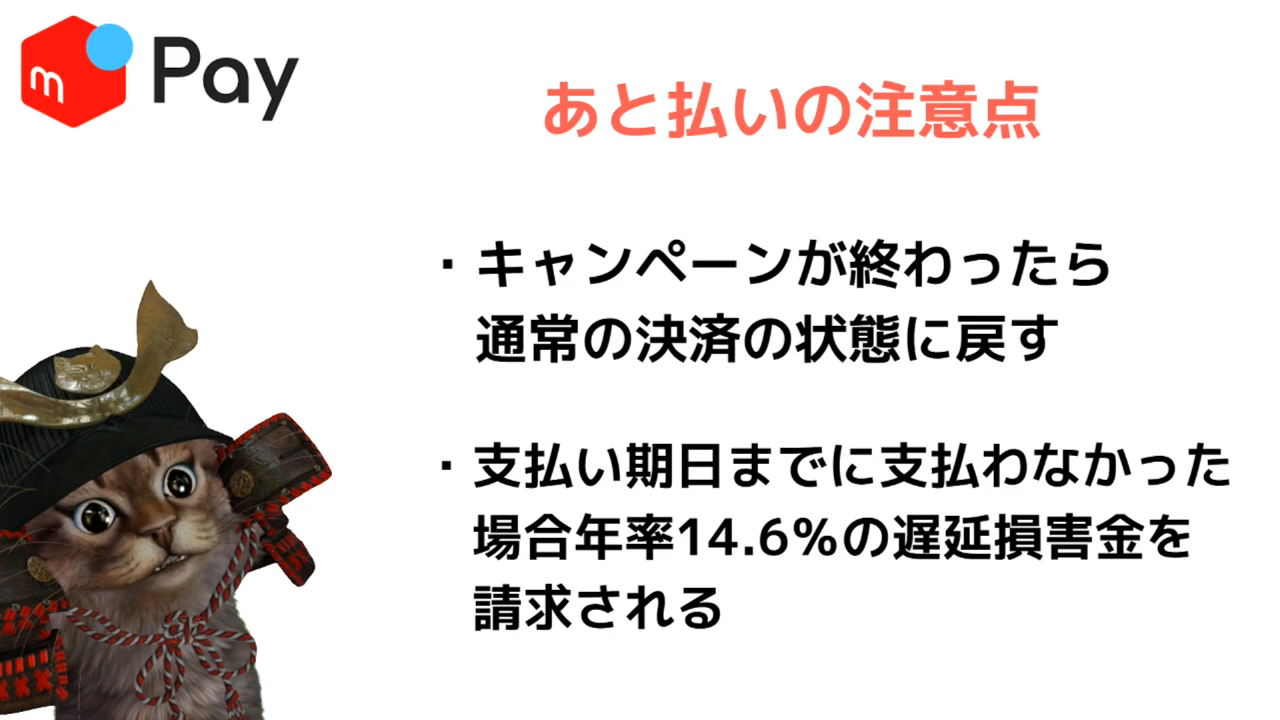 m Pay
あと払いの注意点
・キャンペーンが終わったら
通常の決済の状態に戻す
・支払い期日までに支払わなかった
場合年率14.6%の遅延損害金を
請求される